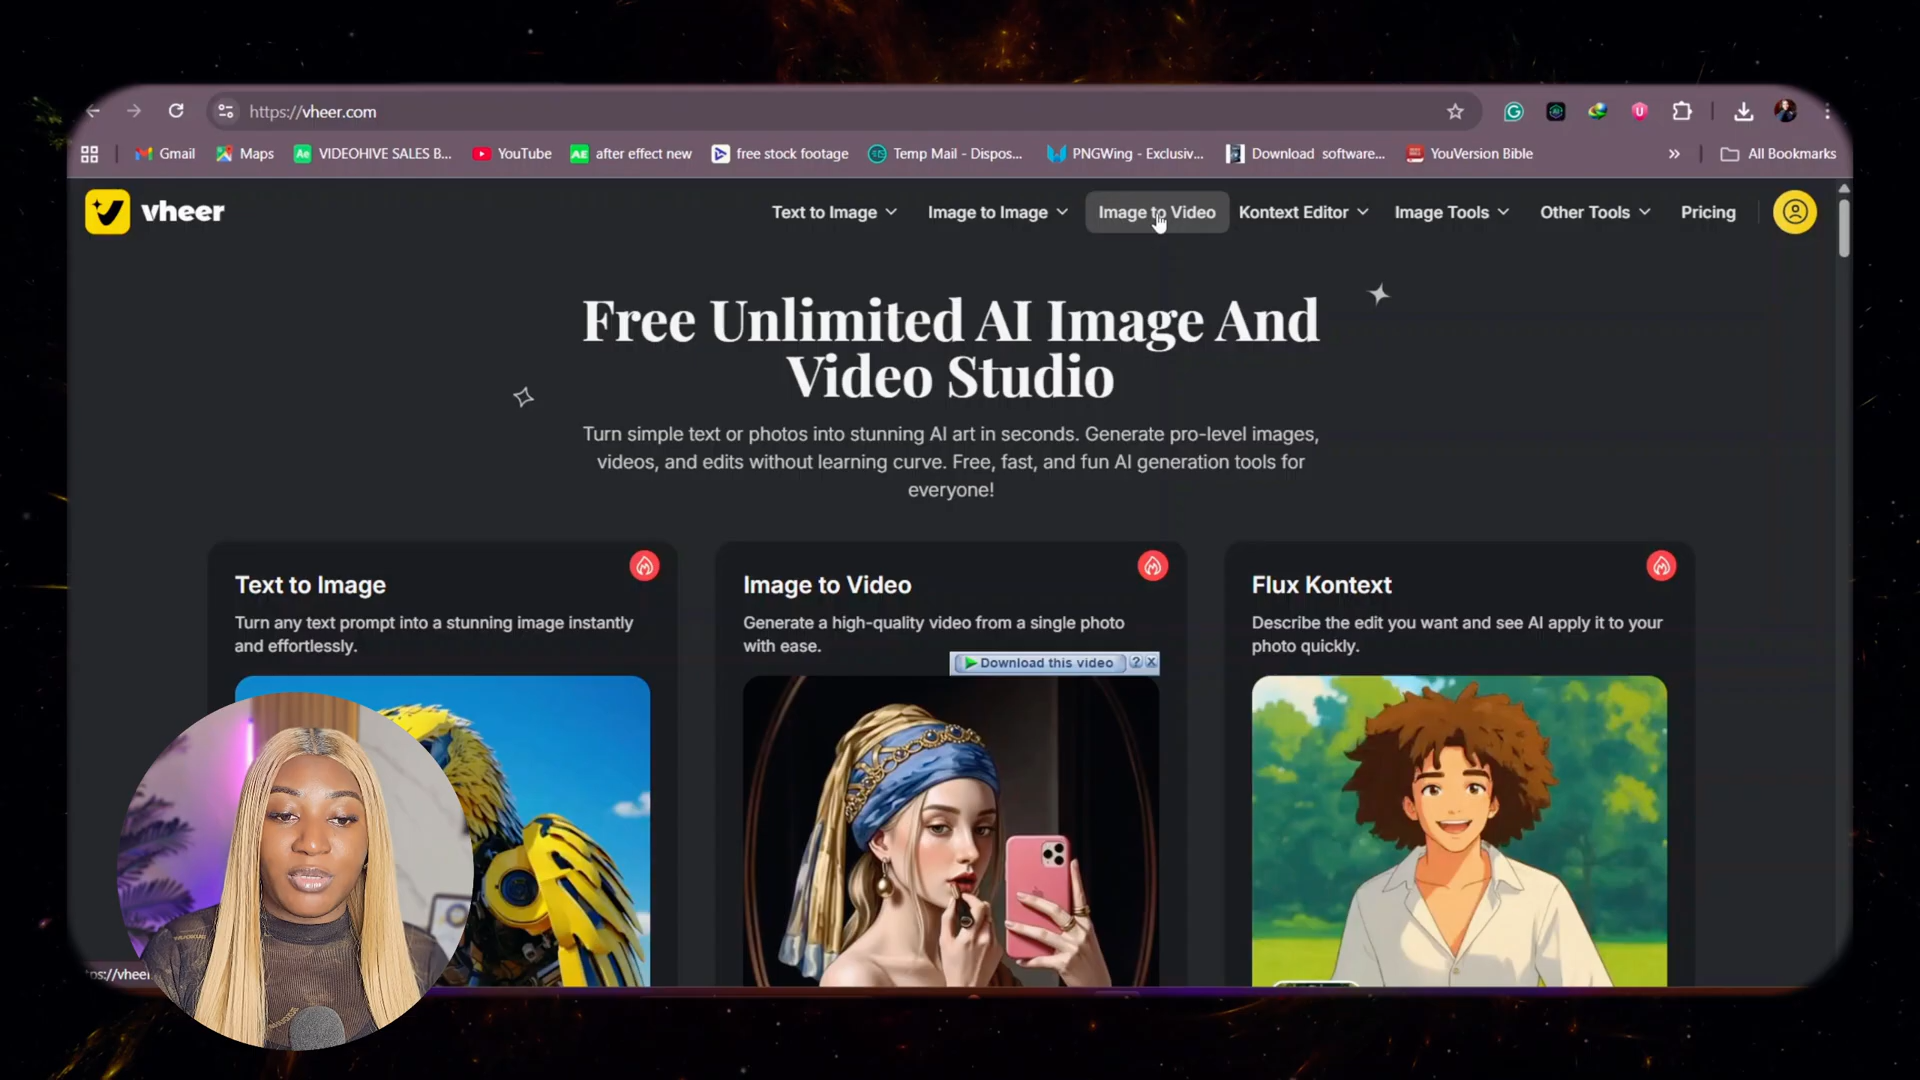 https://vheer.com
Gmail
Maps
VIDEOHIVE SALES B...
YouTube
after effect new
free stock footage
Temp Mail - Dispos...
PNGWing - Exclusiv...
Download software...
YouVersion Bible
All Bookmarks
vheer
Text to Image
Image to Image
Image to Video
Kontext Editor
Image Tools
Other Tools
Pricing
Free Unlimited AI Image And
Video Studio
Turn simple text or photos into stunning AI art in seconds. Generate pro-level images,
videos, and edits without learning curve. Free, fast, and fun AI generation tools for
everyone!
Text to Image
Turn any text prompt into a stunning image instantly
and effortlessly.
Image to Video
Generate a high-quality video from a single photo
with ease.
Download this video
Flux Kontext
Describe the edit you want and see AI apply it to your
photo quickly.